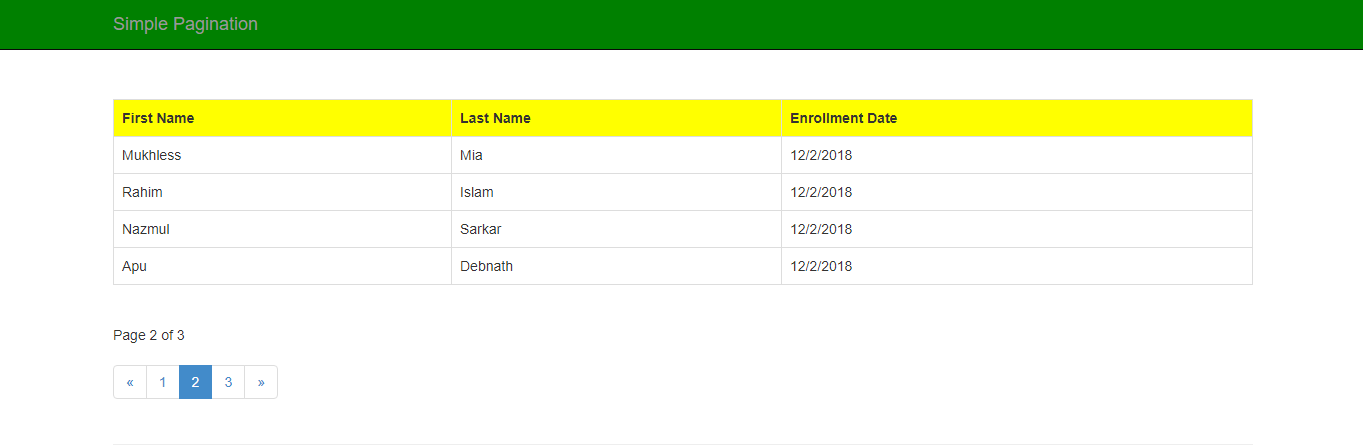 Simple Pagination
First Name Last Name Enrollment Date
Mukhless Mia 12/2/2018
Rahim Islam 12/2/2018
Nazmul Sarkar 12/2/2018
Apu Debnath 12/2/2018
Page 2 of 3
« 1 2 3 »